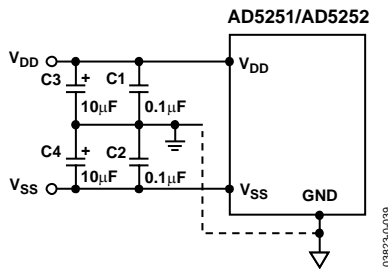 AD5251/AD5252
VDD
VDD
C3
+
C1
10μF
0.1μF
C4
+
C2
10μF
0.1μF
VSS
VSS
GND
03823-0-039